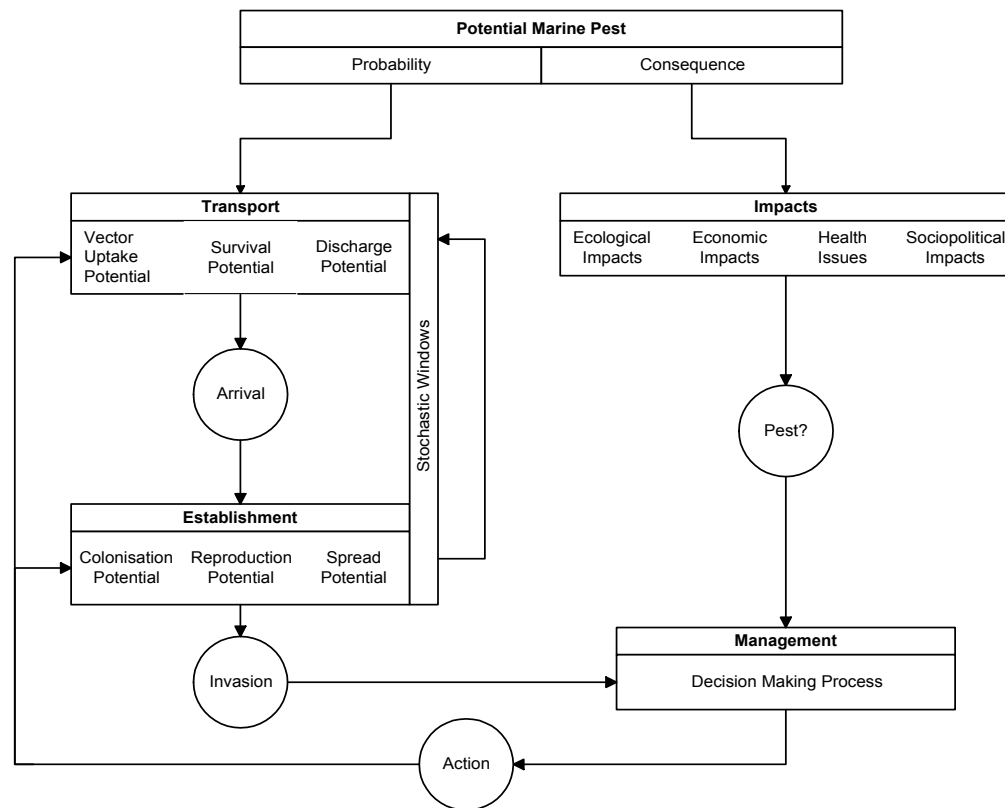 Potential Marine Pest
Probability
Consequence
Transport
Vector
Uptake
Potential
Survival
Potential
Discharge
Potential
Stochastic Windows
Impacts
Ecological
Impacts
Economic
Impacts
Health
Issues
Sociopolitical
Impacts
Arrival
Pest?
Establishment
Colonisation
Potential
Reproduction
Potential
Spread
Potential
Invasion
Management
Decision Making Process
Action